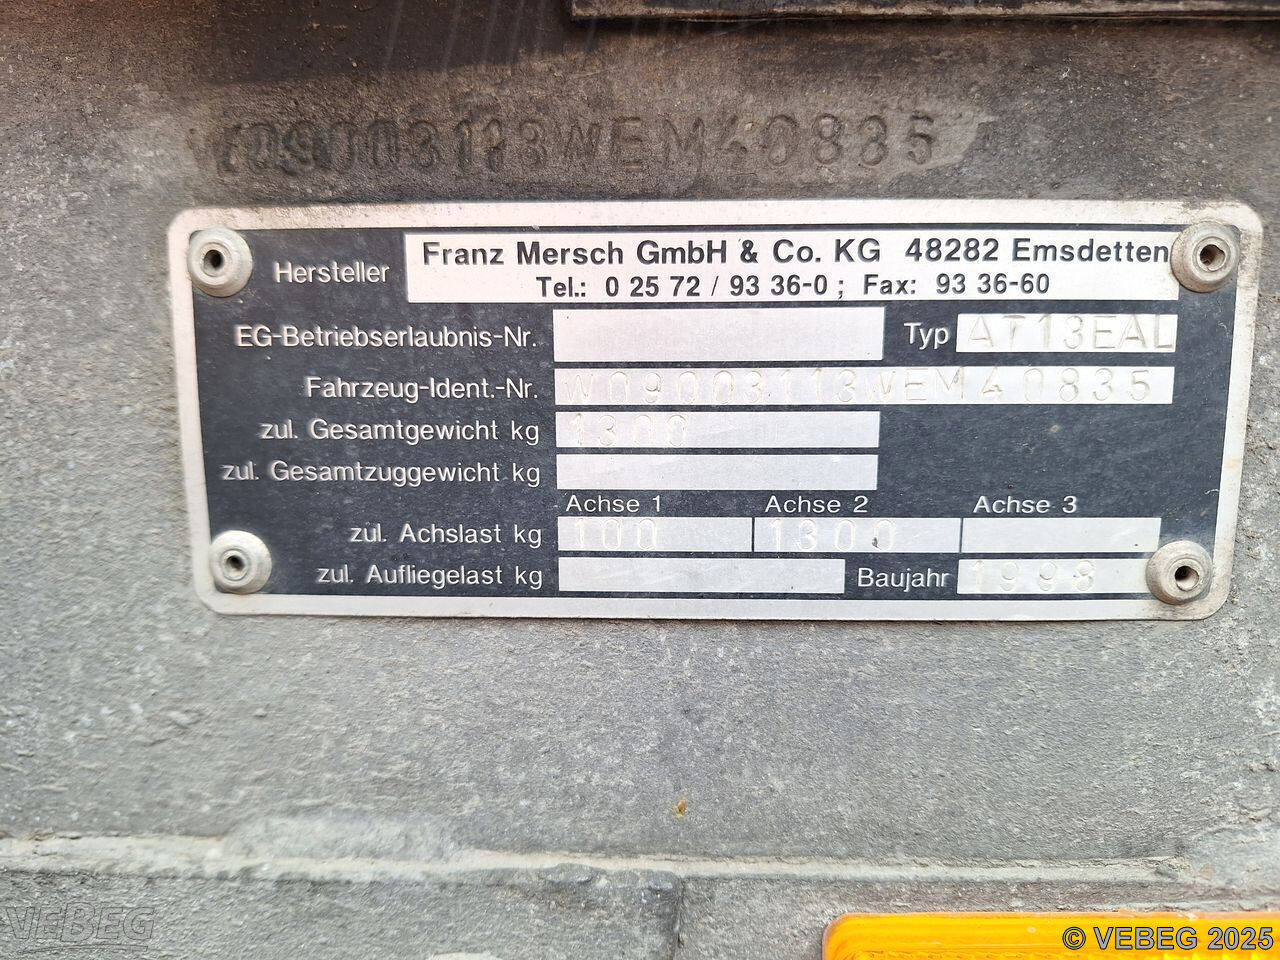 W09003113WEM40835
Hersteller Franz Mersch GmbH & Co. KG 48282 Emsdetten
Tel.: 0 25 72 / 93 36-0 ; Fax: 93 36-60
EG-Betriebserlaubnis-Nr. Typ AT13EAL
Fahrzeug-Ident.-Nr. W09003113WEM40835
zul. Gesamtgewicht kg 1300
zul. Gesamtzuggewicht kg
Achse 1 Achse 2 Achse 3
zul. Achslast kg 100 1300
zul. Aufliegelast kg Baujahr 1998
VEBEG
© VEBEG 2025